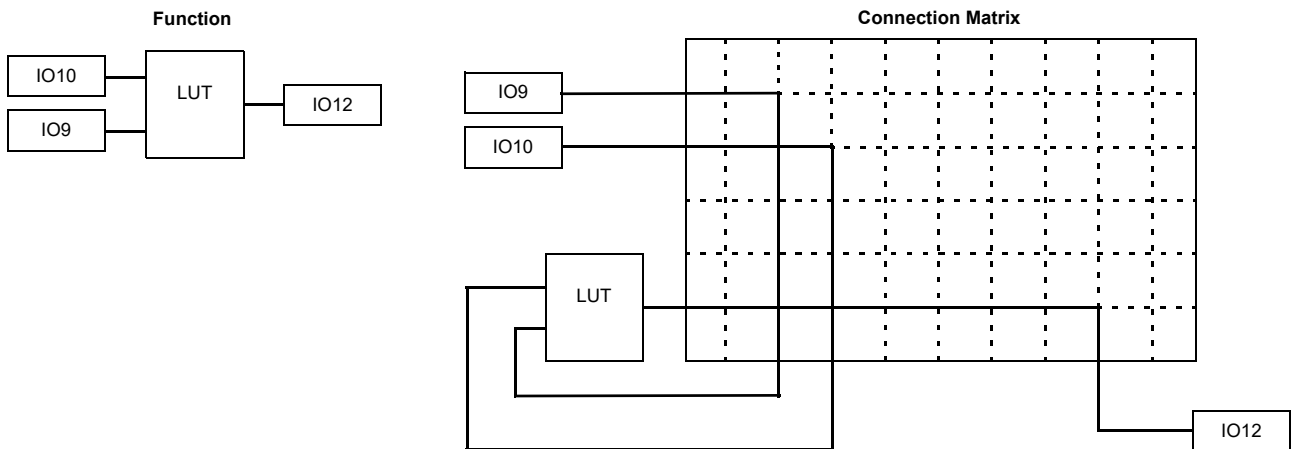 Function
IO10
IO9
LUT
IO12
Connection Matrix
IO9
IO10
LUT
IO12